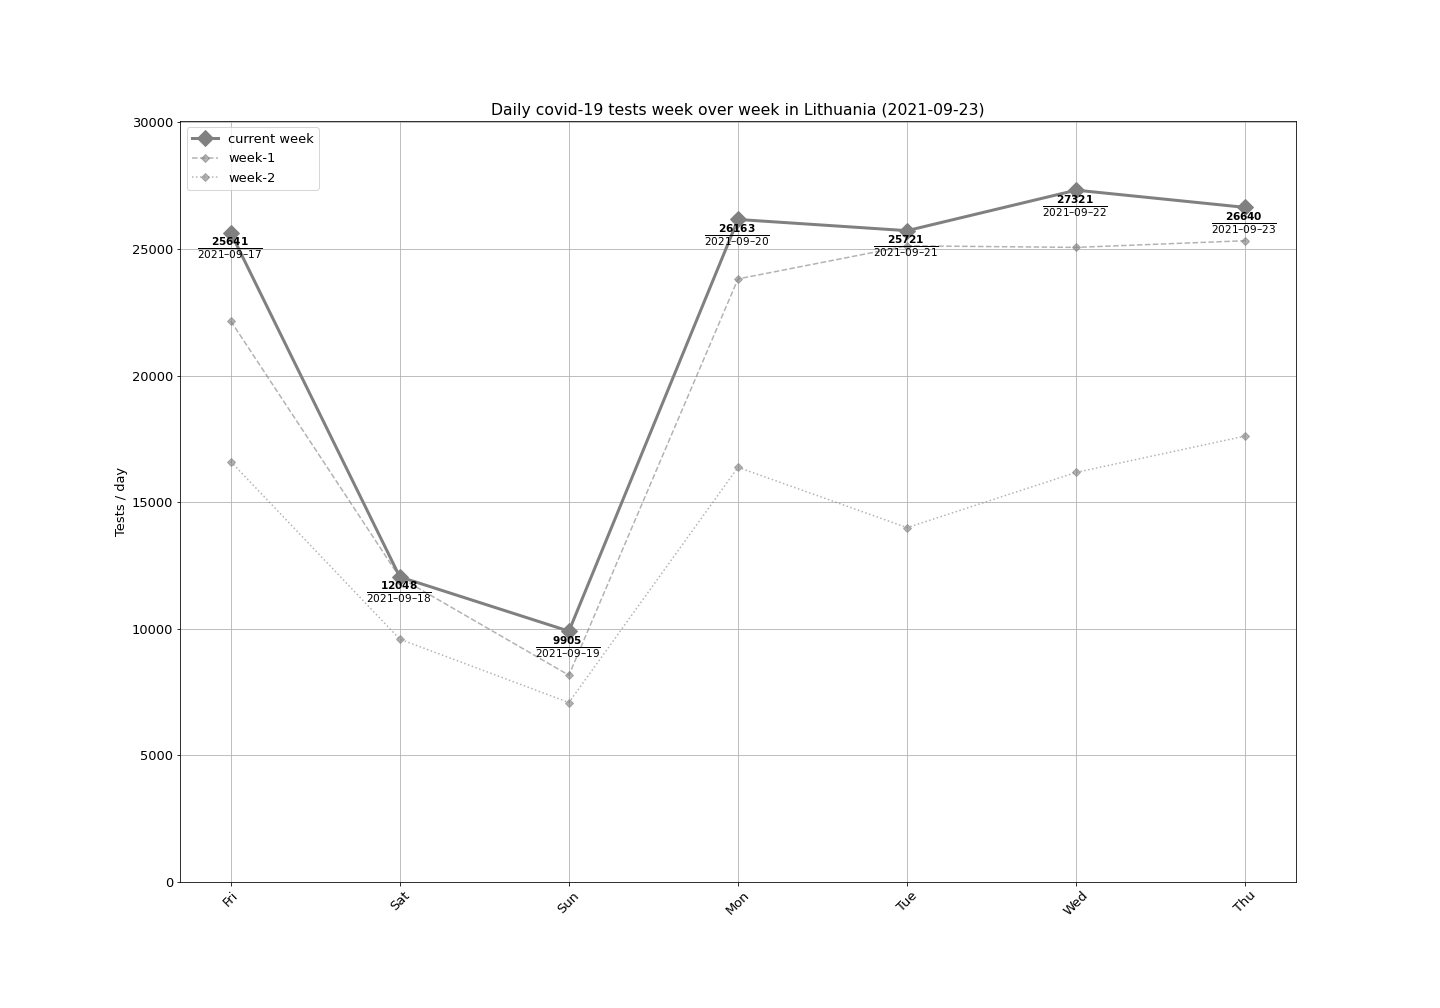 Daily covid-19 tests week over week in Lithuania (2021-09-23)
30000
25000
20000
15000
10000
5000
0
Tests / day
current week
week-1
week-2
25641
2021-09-17
12048
2021-09-18
9905
2021-09-19
26163
2021-09-20
25721
2021-09-21
27321
2021-09-22
26640
2021-09-23
Fri
Sat
Sun
Mon
Tue
Wed
Thu